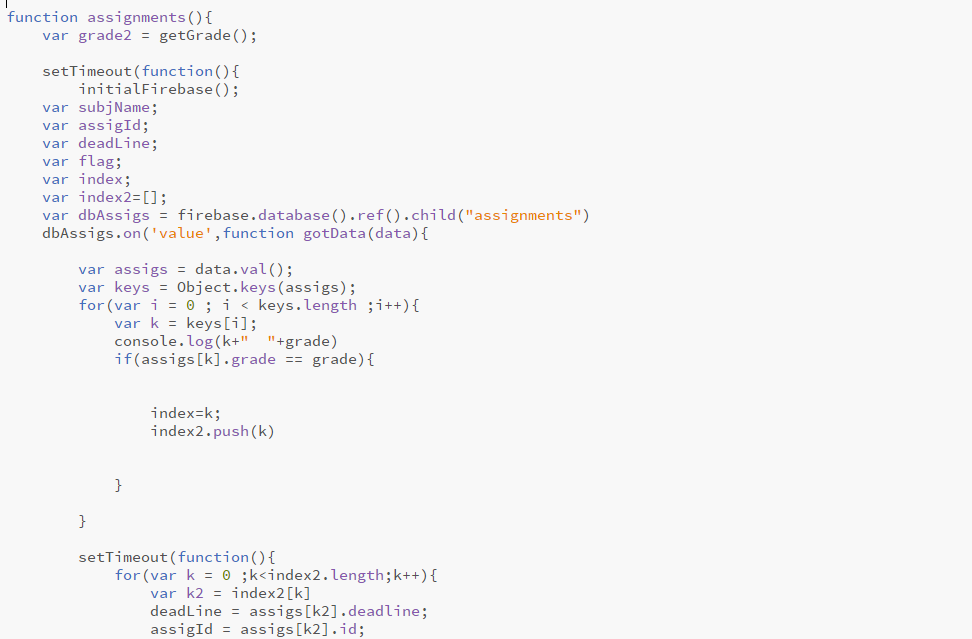 function assignments(){
    var grade2 = getGrade();
    setTimeout(function(){
        initialFirebase();
    var subjName;
    var assigId;
    var deadLine;
    var flag;
    var index;
    var index2=[];
    var dbAssigs = firebase.database().ref().child("assignments")
    dbAssigs.on('value',function gotData(data){
        var assigs = data.val();
        var keys = Object.keys(assigs);
        for(var i = 0 ; i < keys.length ;i++){
            var k = keys[i];
            console.log(k+"  "+grade)
            if(assigs[k].grade == grade){
                index=k;
                index2.push(k)
            }
        }
        setTimeout(function(){
            for(var k = 0 ;k<index2.length;k++){
                var k2 = index2[k]
                deadLine = assigs[k2].deadline;
                assigId = assigs[k2].id;